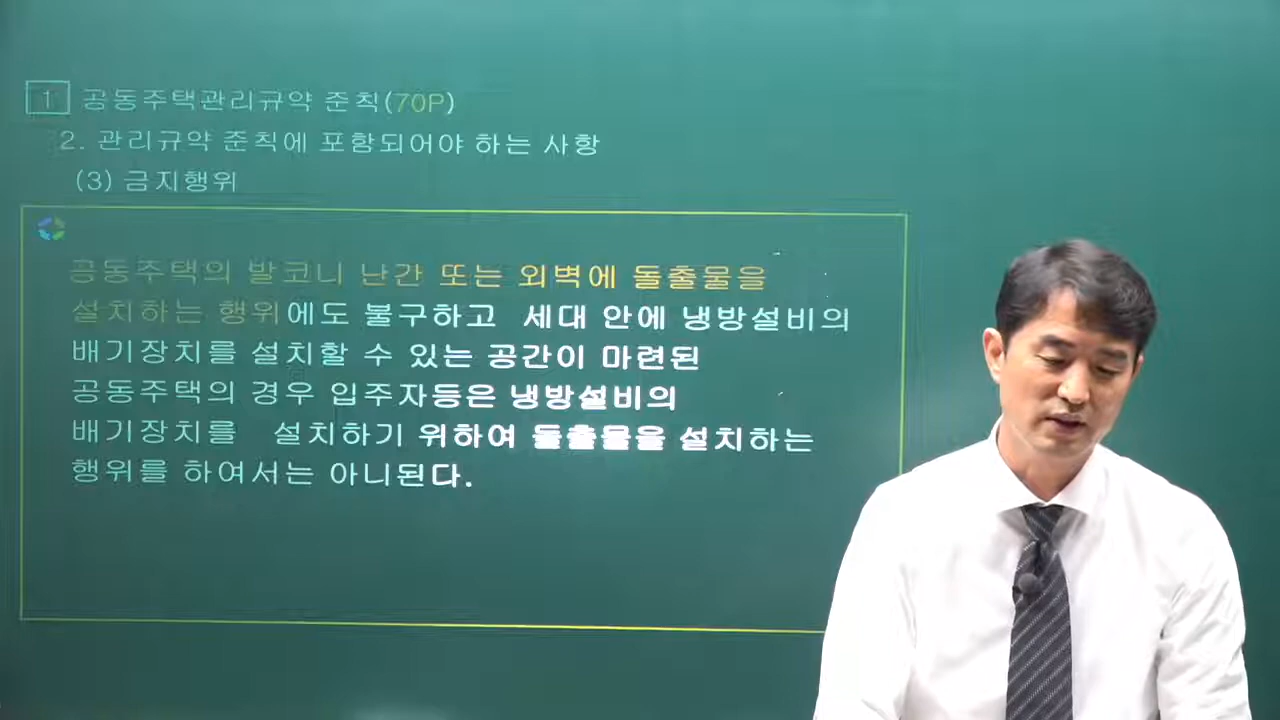 1 공동주택관리규약 준칙(70P)
2. 관리규약 준칙에 포함되어야 하는 사항
(3) 금지행위
공동주택의 발코니 난간 또는 외벽에 돌출물을
설치하는 행위에도 불구하고 세대 안에 냉방설비의
배기장치를 설치할 수 있는 공간이 마련된
공동주택의 경우 입주자등은 냉방설비의
배기장치를 설치하기 위하여 돌출물을 설치하는
행위를 하여서는 아니된다.